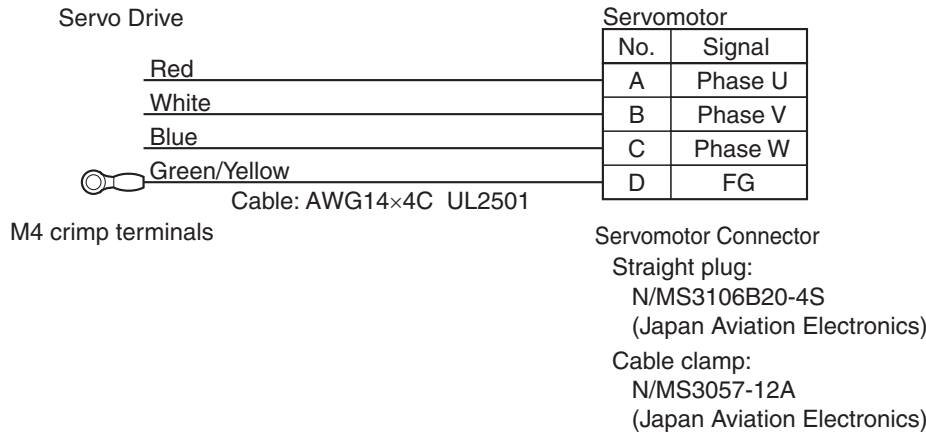 Servo Drive
Servomotor
No. Signal
Red
A Phase U
White
B Phase V
Blue
C Phase W
Green/Yellow
D FG
Cable: AWG14×4C UL2501
M4 crimp terminals
Servomotor Connector
Straight plug:
N/MS3106B20-4S
(Japan Aviation Electronics)
Cable clamp:
N/MS3057-12A
(Japan Aviation Electronics)